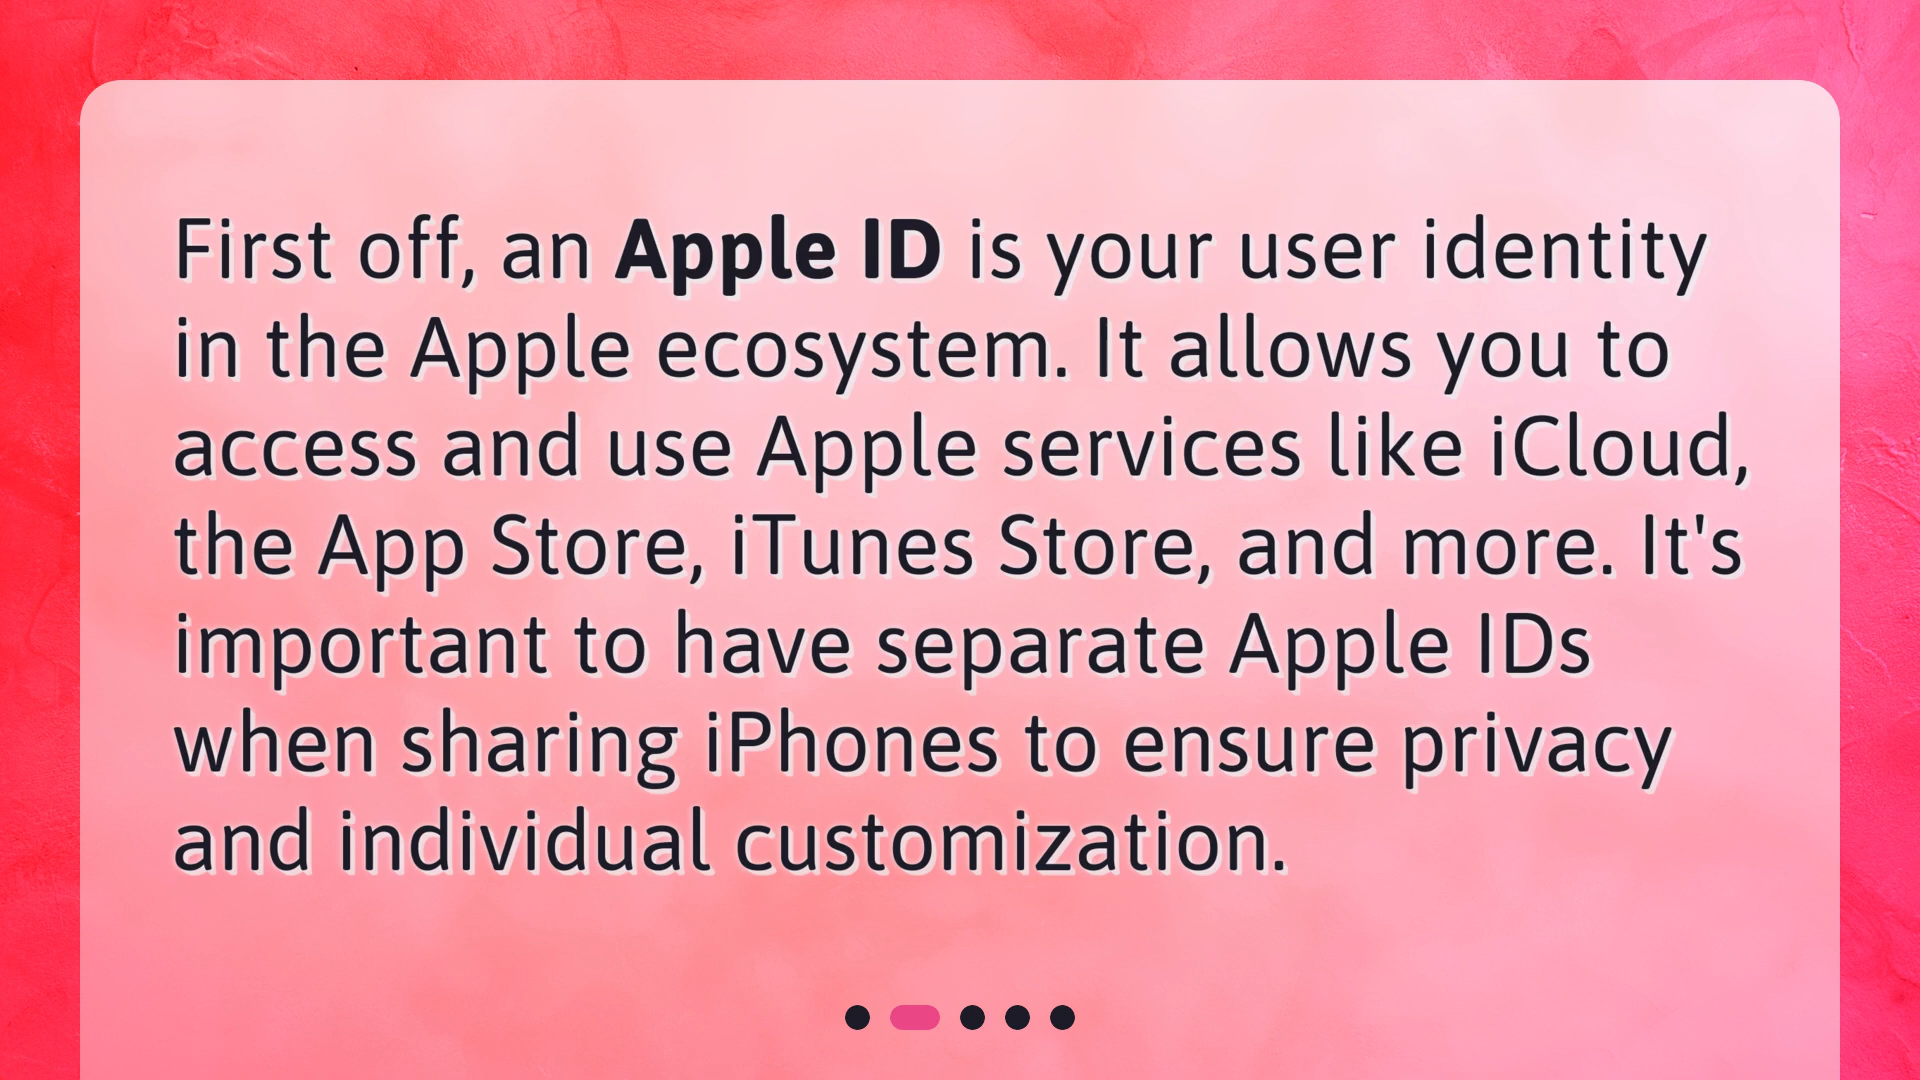 First off, an Apple ID is your user identity
in the Apple ecosystem. It allows you to
access and use Apple services like iCloud,
the App Store, iTunes Store, and more. It's
important to have separate Apple IDs
when sharing iPhones to ensure privacy
and individual customization.